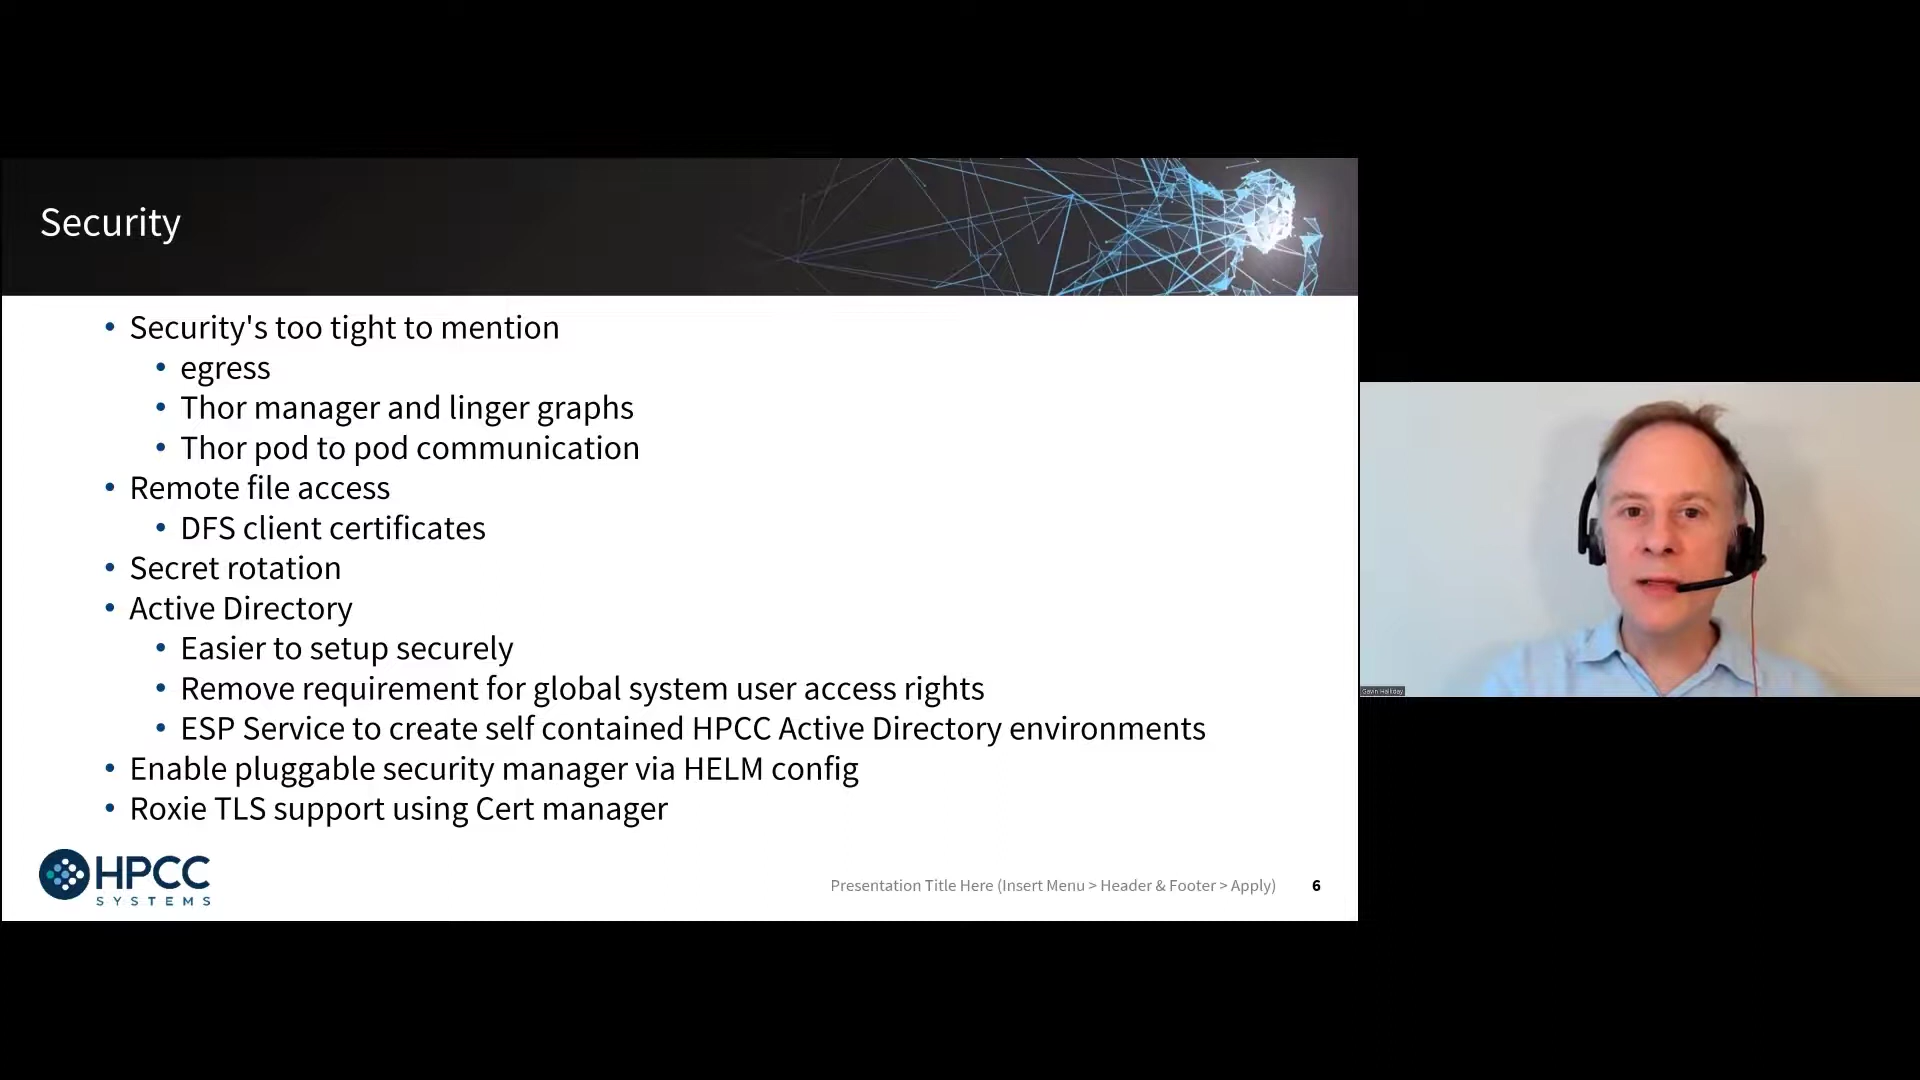 Security
• Security's too tight to mention
• egress
• Thor manager and linger graphs
• Thor pod to pod communication
• Remote file access
• DFS client certificates
• Secret rotation
• Active Directory
• Easier to setup securely
• Remove requirement for global system user access rights
• ESP Service to create self contained HPCC Active Directory environments
• Enable pluggable security manager via HELM config
• Roxie TLS support using Cert manager
HPCC
SYSTEMS
Presentation Title Here (Insert Menu > Header & Footer > Apply)
6
Gavin Halliday